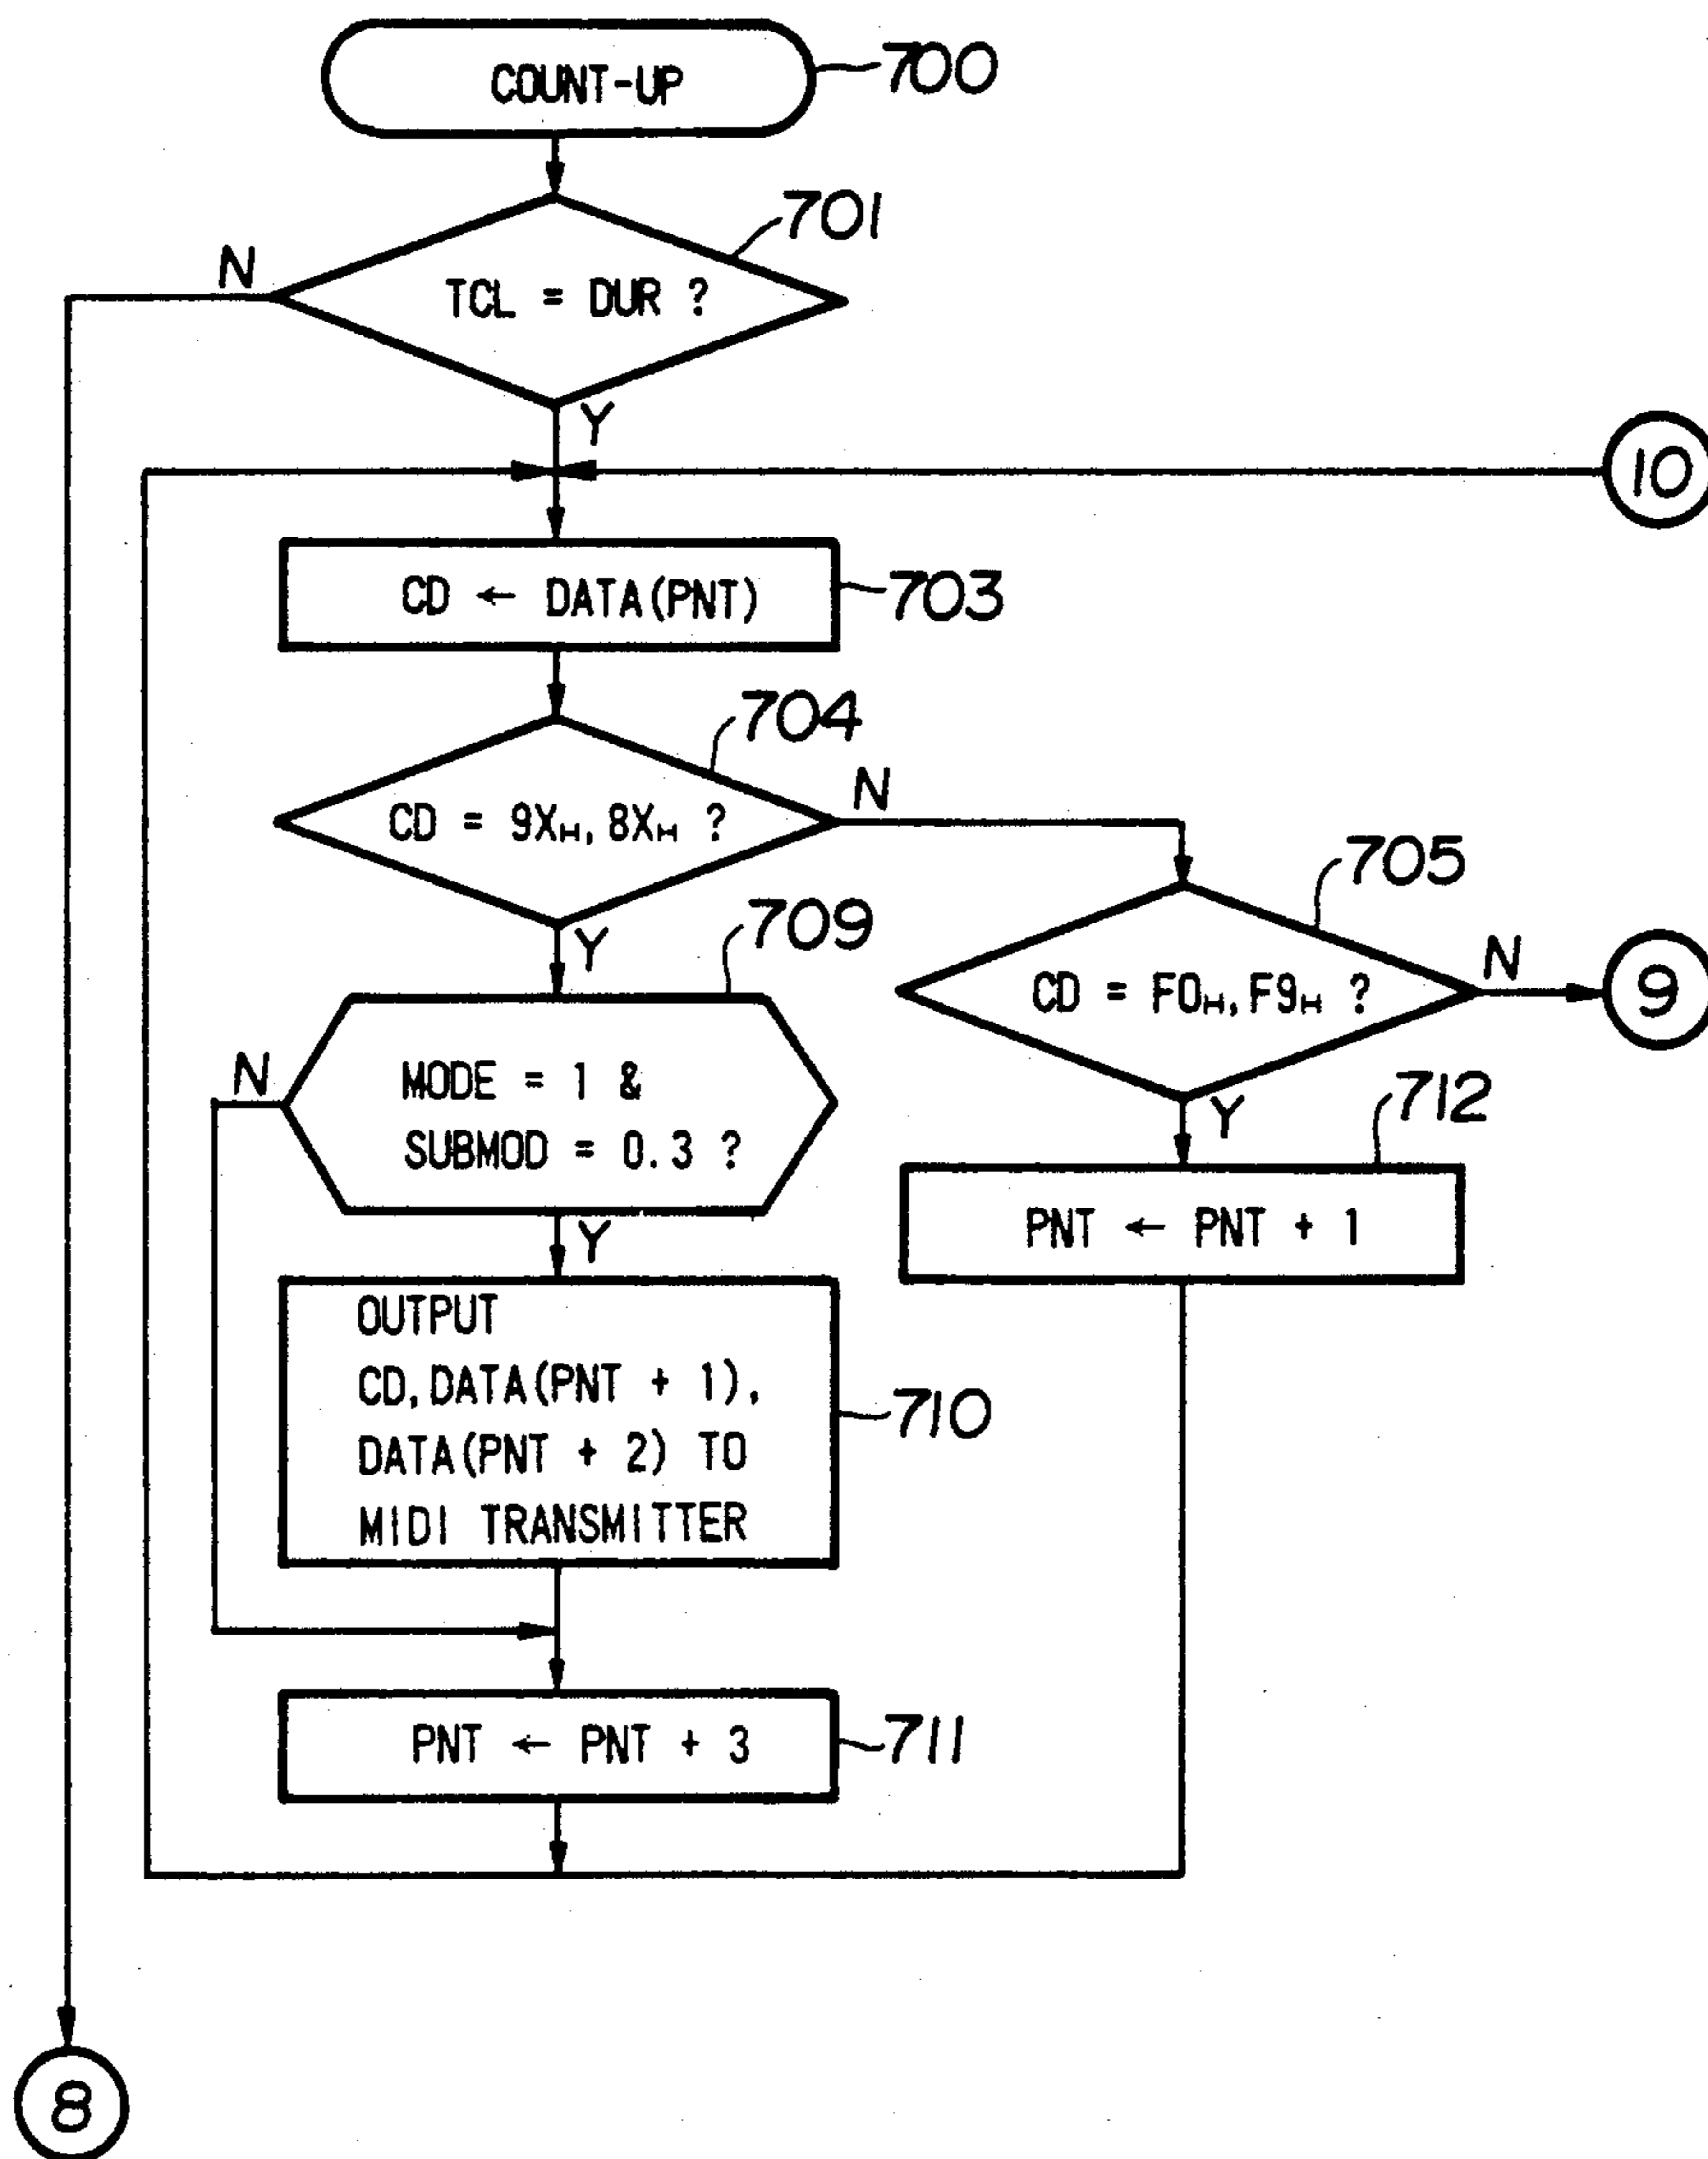 COUNT-UP
700
701
N
TCL = DUR ?
Y
10
CD ← DATA(PNT)
703
704
N
CD = 9XH, 8XH ?
705
709
Y
N
CD = F0H, F9H ?
9
N
MODE = 1 &
SUBMOD = 0.3 ?
712
Y
Y
PNT ← PNT + 1
OUTPUT
CD, DATA(PNT + 1),
DATA(PNT + 2) TO
MIDI TRANSMITTER
710
PNT ← PNT + 3
711
8